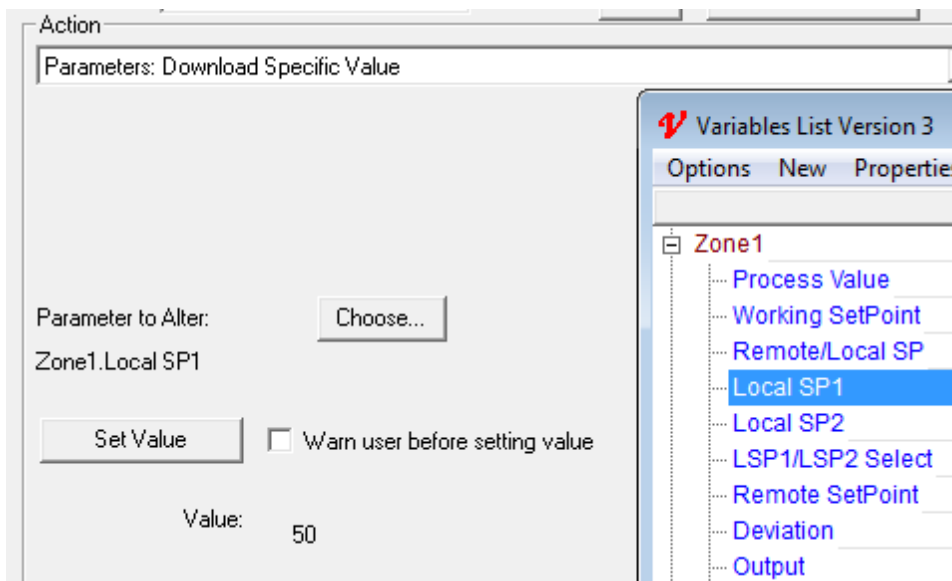 Action
Parameters: Download Specific Value
Parameter to Alter:
Choose...
Zone1.Local SP1
Set Value
Warn user before setting value
Value:
50
Variables List Version 3
Options New Propertie
Zone1
Process Value
Working SetPoint
Remote/Local SP
Local SP1
Local SP2
LSP1/LSP2 Select
Remote SetPoint
Deviation
Output